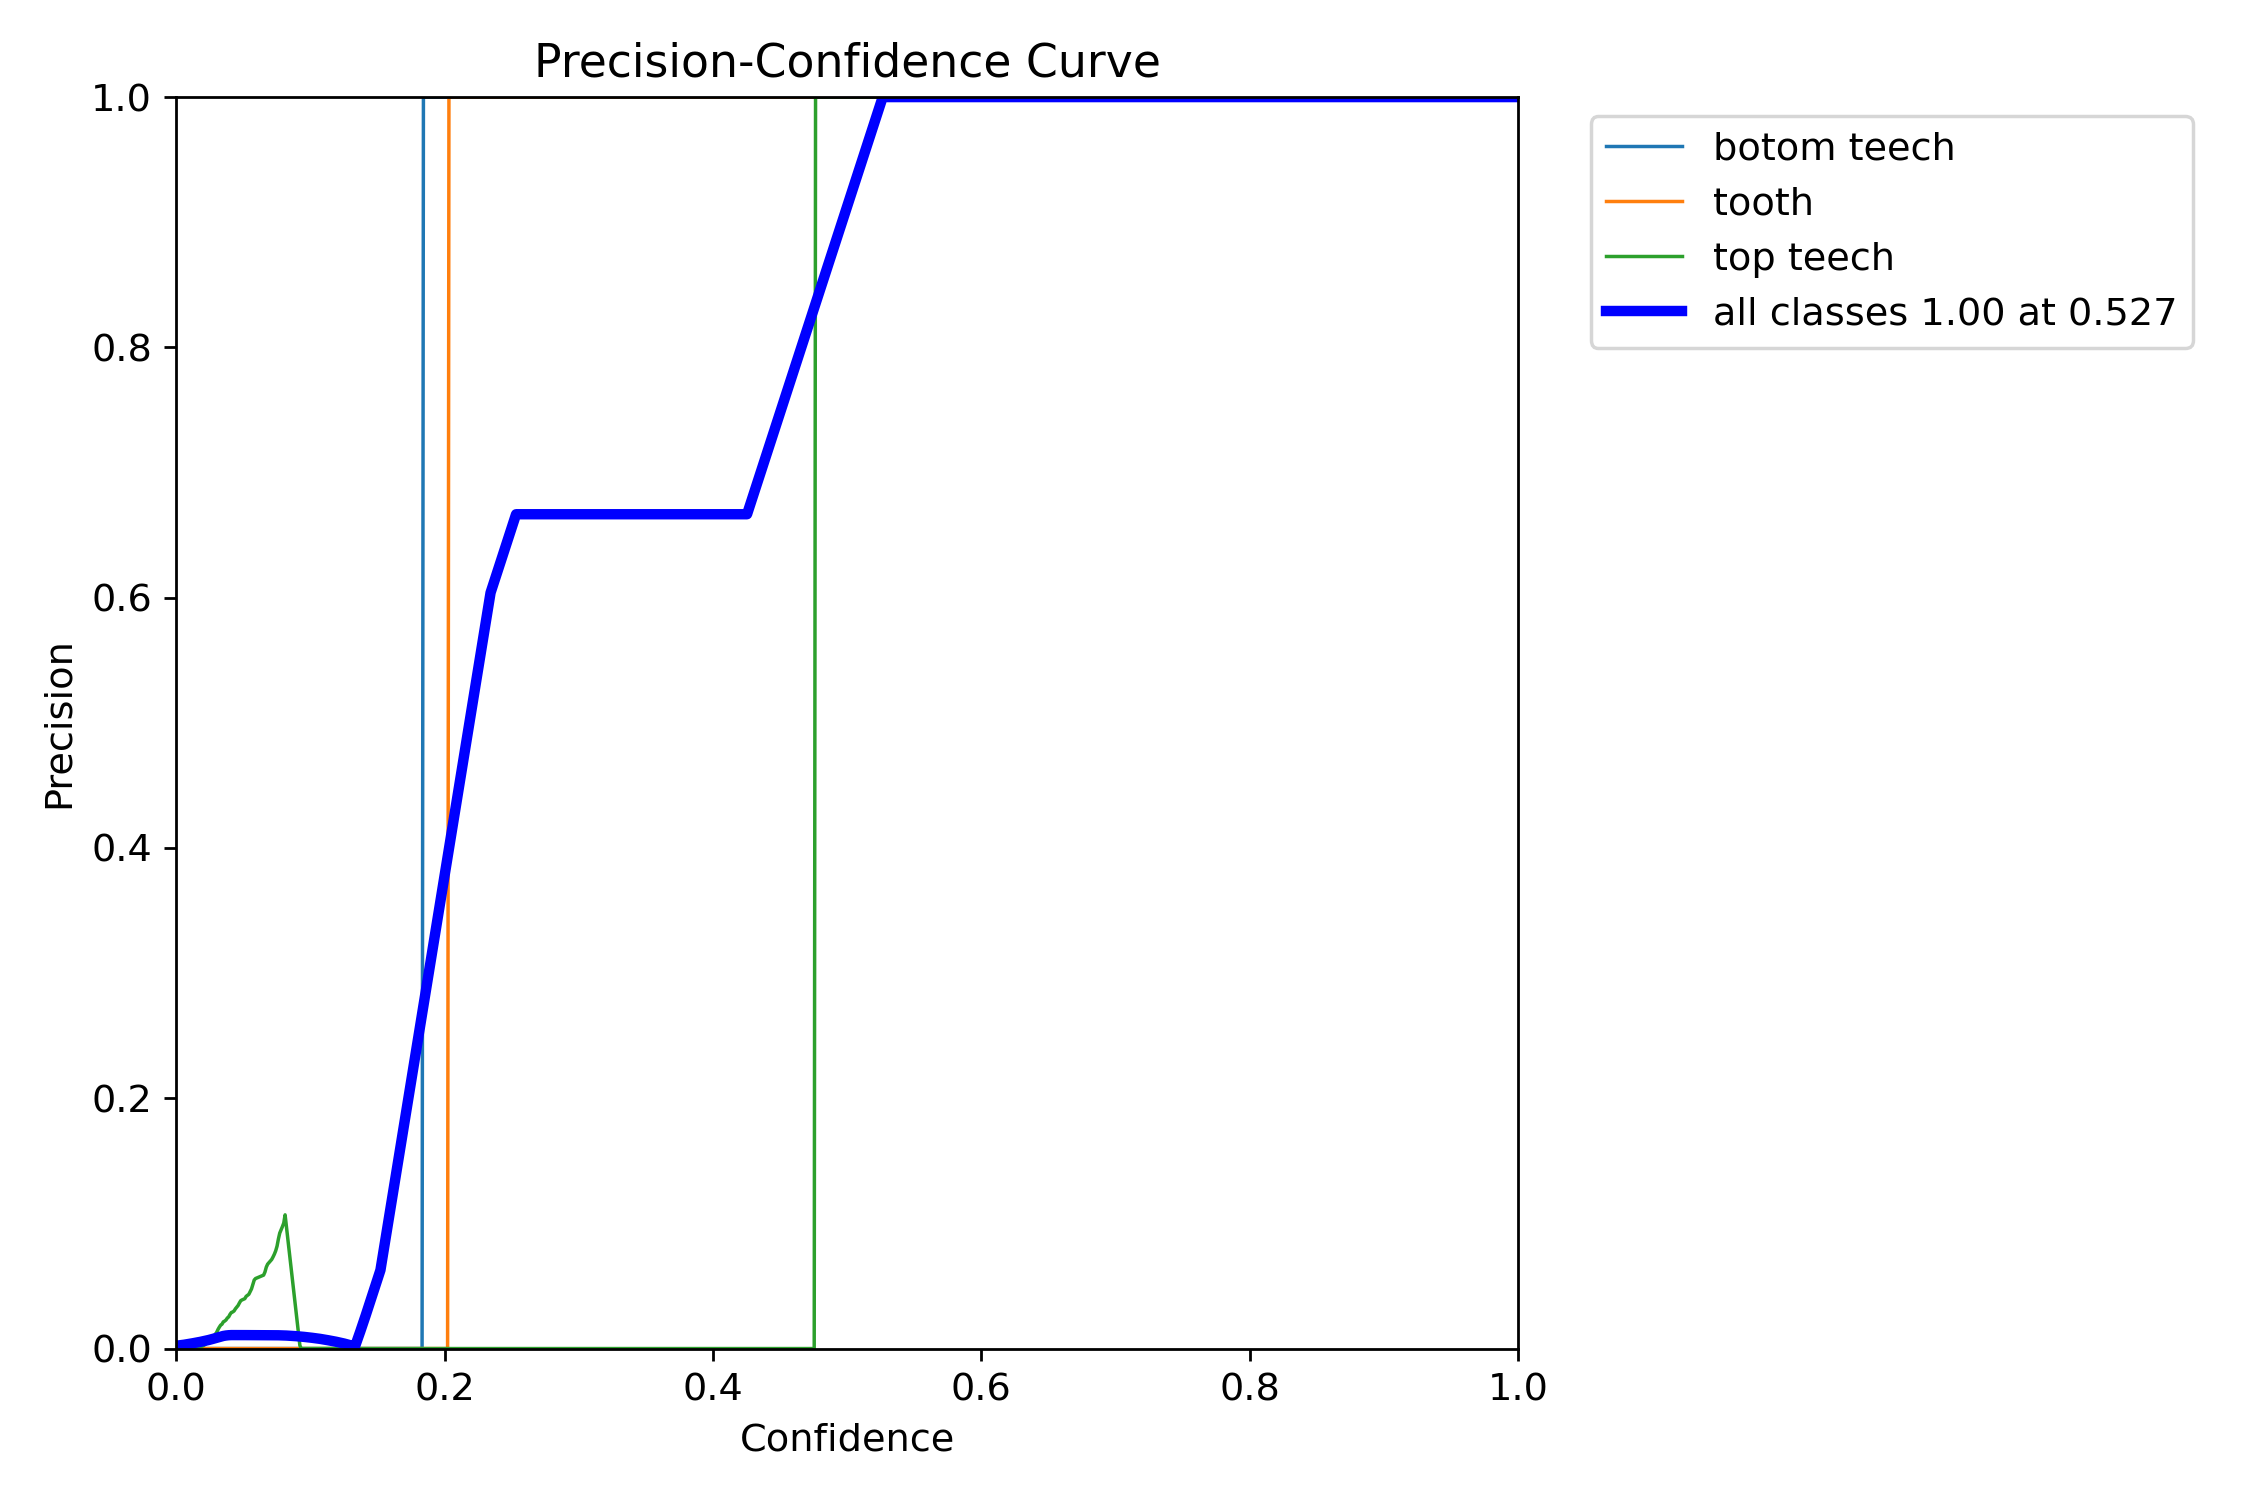 Precision-Confidence Curve
1.0
0.8
0.6
0.4
0.2
0.0
Precision
0.0 0.2 0.4 0.6 0.8 1.0
Confidence
botom teech
tooth
top teech
all classes 1.00 at 0.527